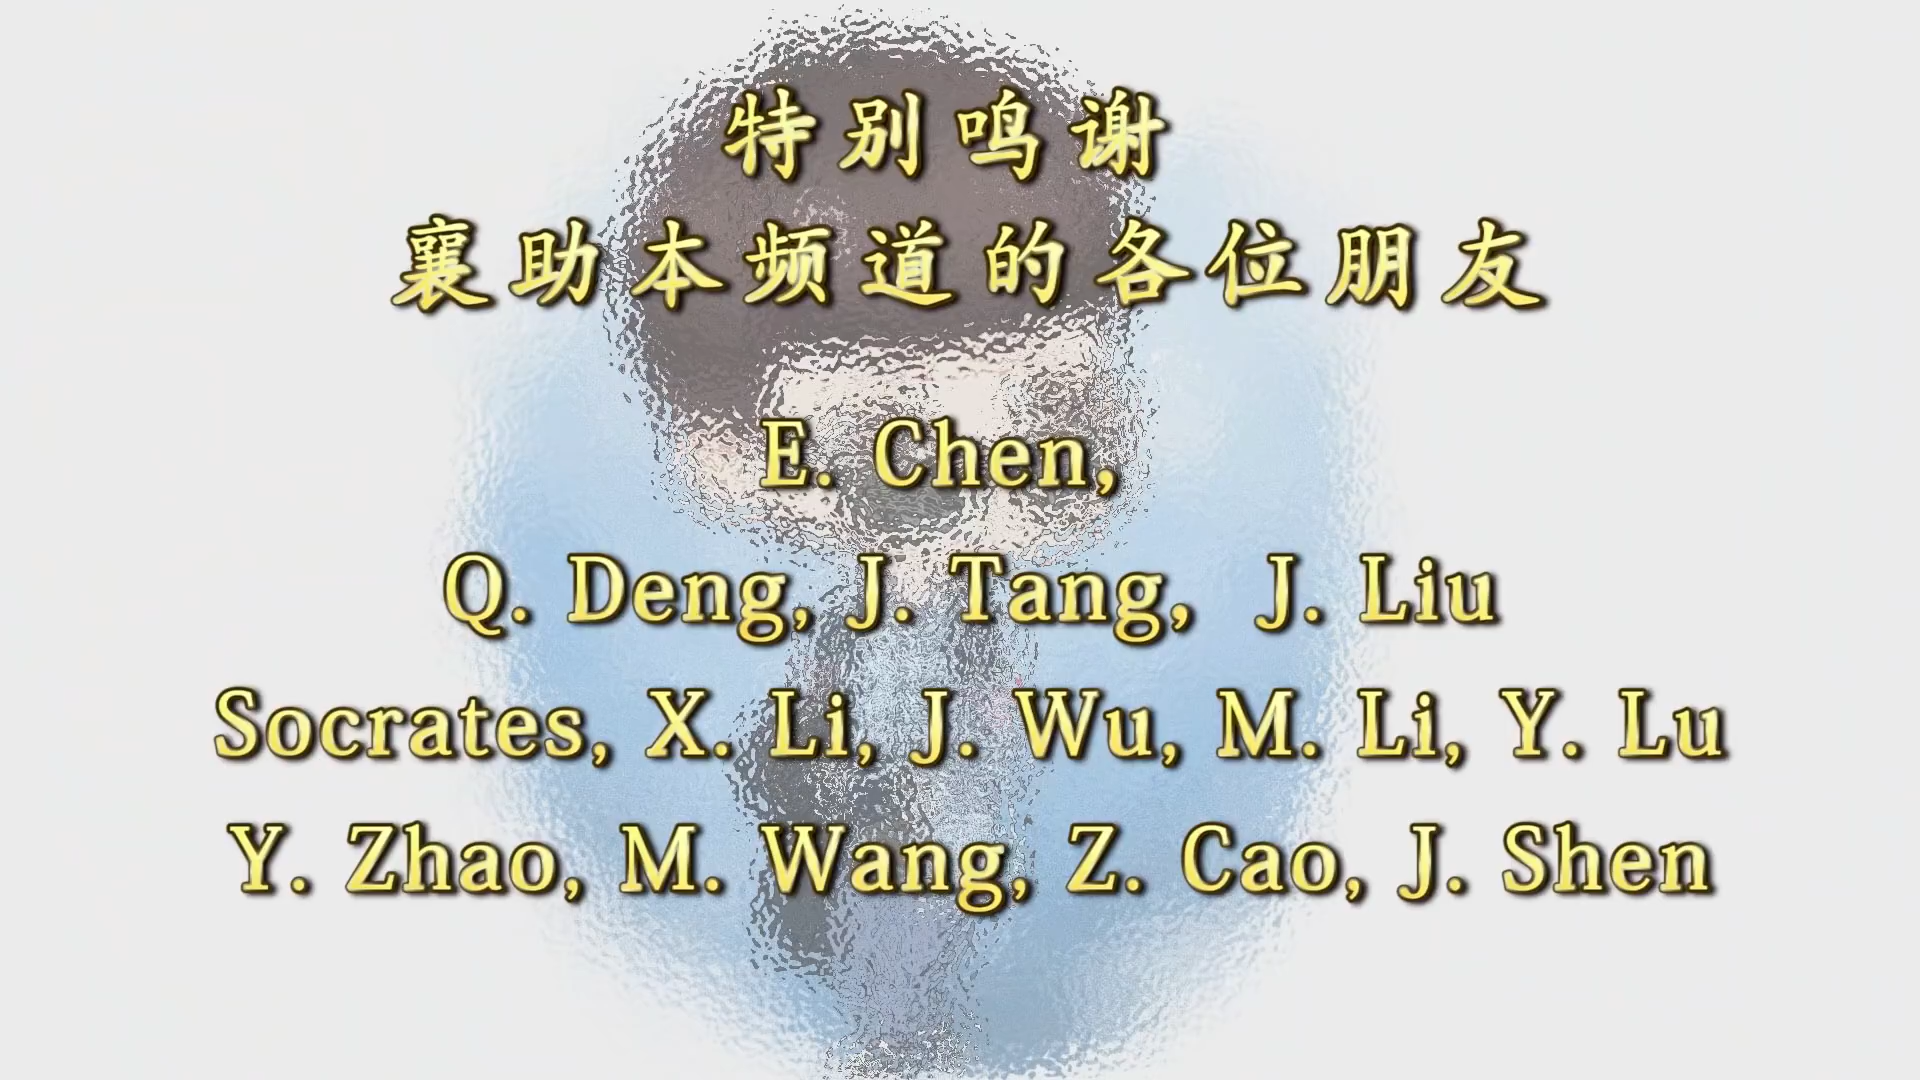 特别鸣谢
襄助本频道的各位朋友
E. Chen,
Q. Deng, J. Tang, J. Liu
Socrates, X. Li, J. Wu, M. Li, Y. Lu
Y. Zhao, M. Wang, Z. Cao, J. Shen